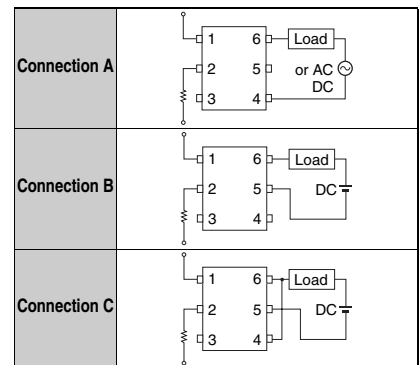 Connection A
1 6 Load
2 5 or AC
DC
3 4
Connection B
1 6 Load
2 5 DC
3 4
Connection C
1 6 Load
2 5 DC
3 4